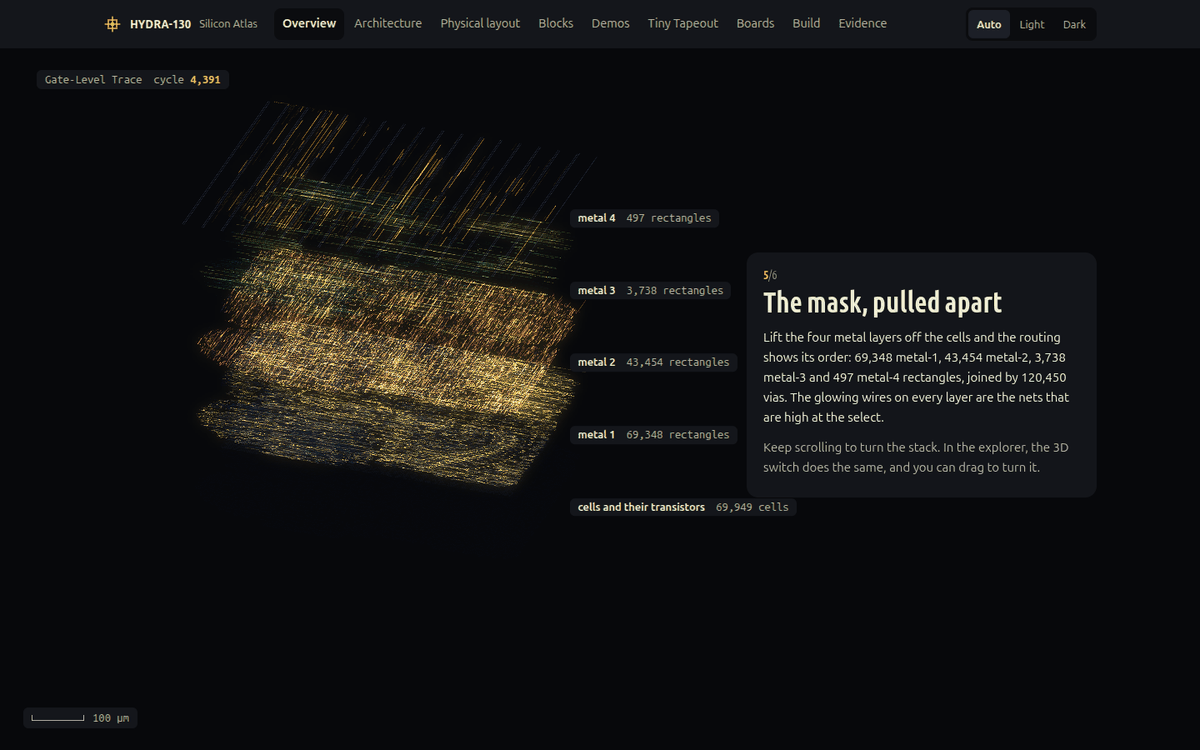 HYDRA-130 Silicon Atlas Overview Architecture Physical layout Blocks Demos Tiny Tapeout Boards Build Evidence Auto Light Dark
Gate-Level Trace cycle 4,391
metal 4 497 rectangles
metal 3 3,738 rectangles
metal 2 43,454 rectangles
metal 1 69,348 rectangles
cells and their transistors 69,949 cells
5/6
The mask, pulled apart
Lift the four metal layers off the cells and the routing
shows its order: 69,348 metal-1, 43,454 metal-2, 3,738
metal-3 and 497 metal-4 rectangles, joined by 120,450
vias. The glowing wires on every layer are the nets that
are high at the select.
Keep scrolling to turn the stack. In the explorer, the 3D
switch does the same, and you can drag to turn it.
100 µm